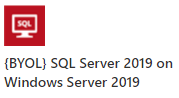 SQL
{BYOL} SQL Server 2019 on
Windows Server 2019